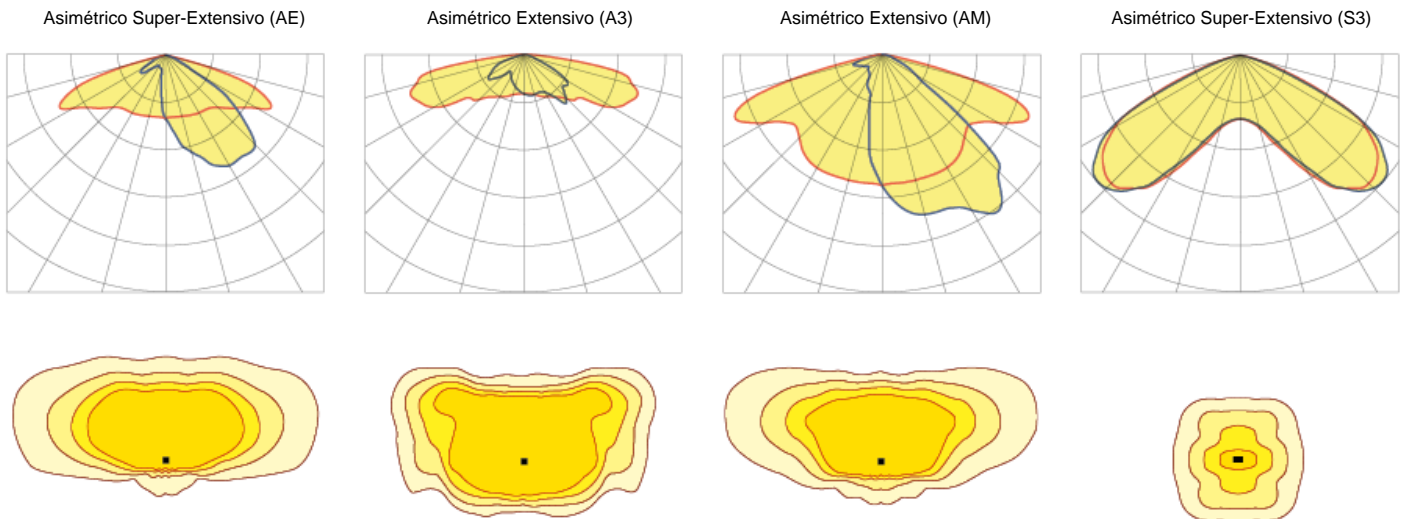 Asimétrico Super-Extensivo (AE)
Asimétrico Extensivo (A3)
Asimétrico Extensivo (AM)
Asimétrico Super-Extensivo (S3)